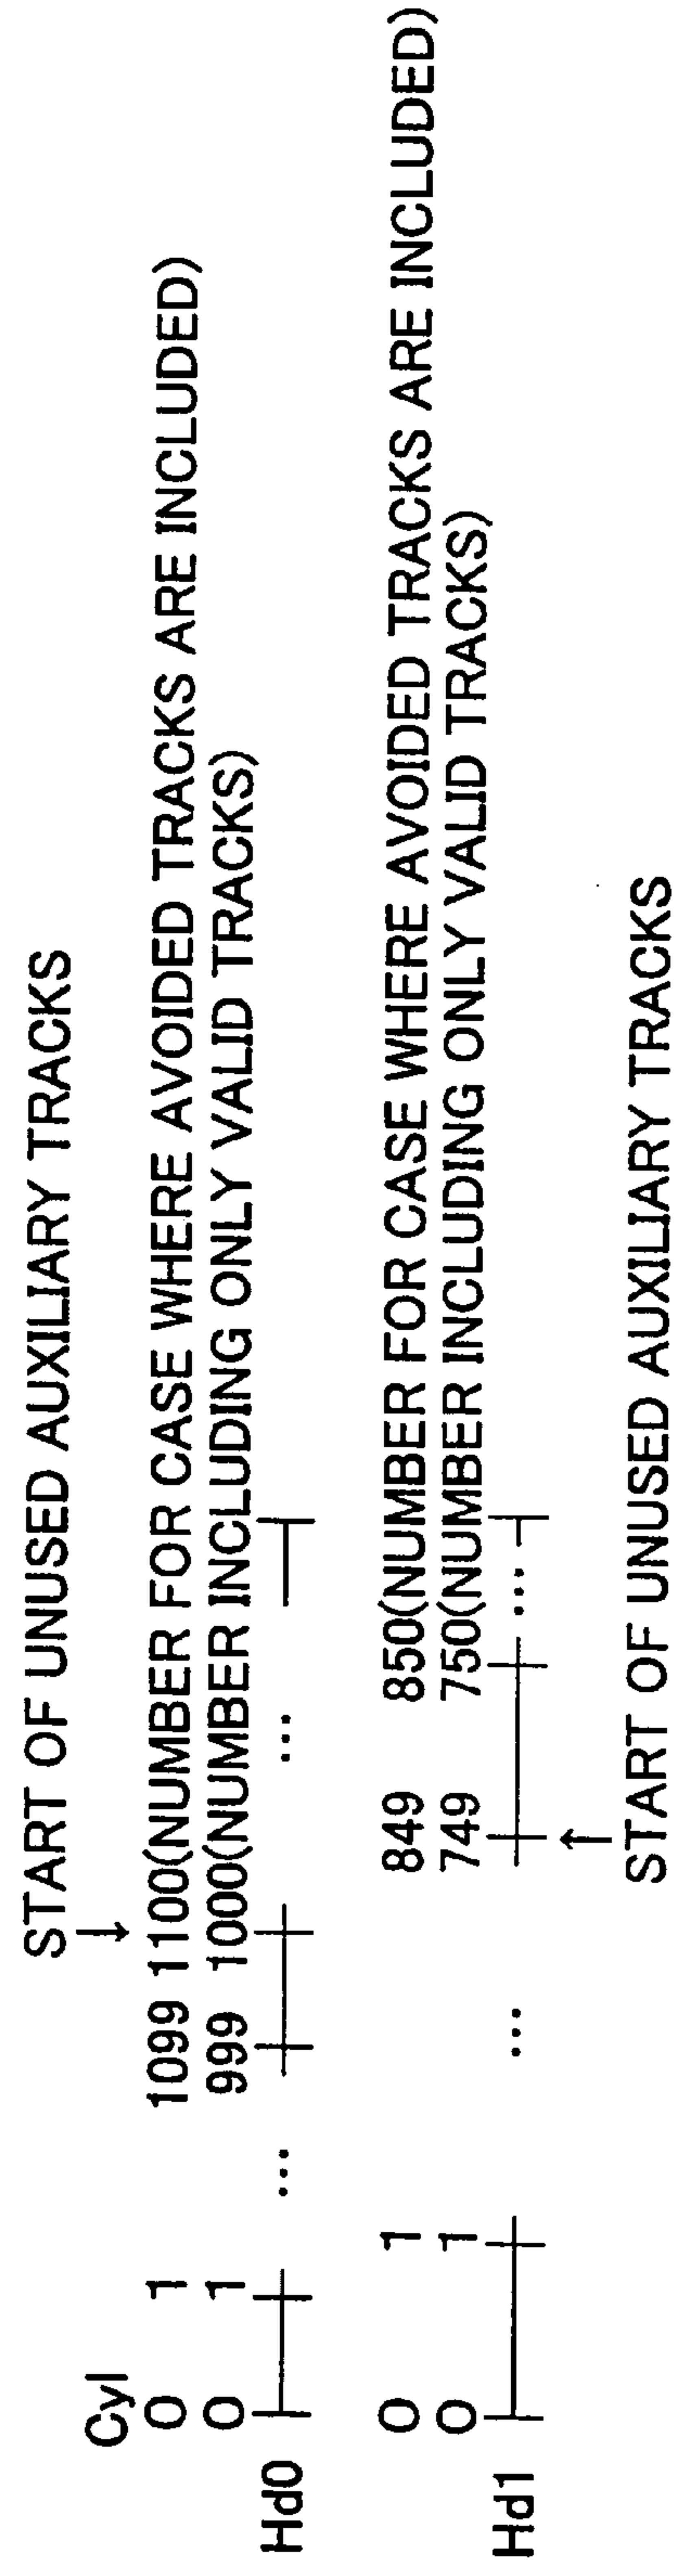 START OF UNUSED AUXILIARY TRACKS
↓
Cyl
0 1 1099 1100(NUMBER FOR CASE WHERE AVOIDED TRACKS ARE INCLUDED)
0 1 999 1000(NUMBER INCLUDING ONLY VALID TRACKS)
Hd0 ... ...
0 1 849 850(NUMBER FOR CASE WHERE AVOIDED TRACKS ARE INCLUDED)
0 1 749 750(NUMBER INCLUDING ONLY VALID TRACKS)
Hd1 ... ...
↑
START OF UNUSED AUXILIARY TRACKS